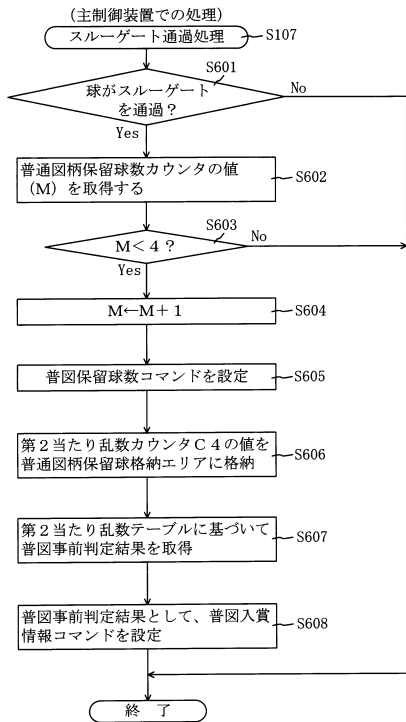 (主制御装置での処理)
スルーゲート通過処理
S107
S601
球がスルーゲート
を通過?
No
Yes
普通図柄保留球数カウンタの値
(M)を取得する
S602
S603
M<4?
No
Yes
M←M+1
S604
普図保留球数コマンドを設定
S605
第2当たり乱数カウンタC4の値を
普通図柄保留球格納エリアに格納
S606
第2当たり乱数テーブルに基づいて
普図事前判定結果を取得
S607
普図事前判定結果として、普図入賞
情報コマンドを設定
S608
終 了